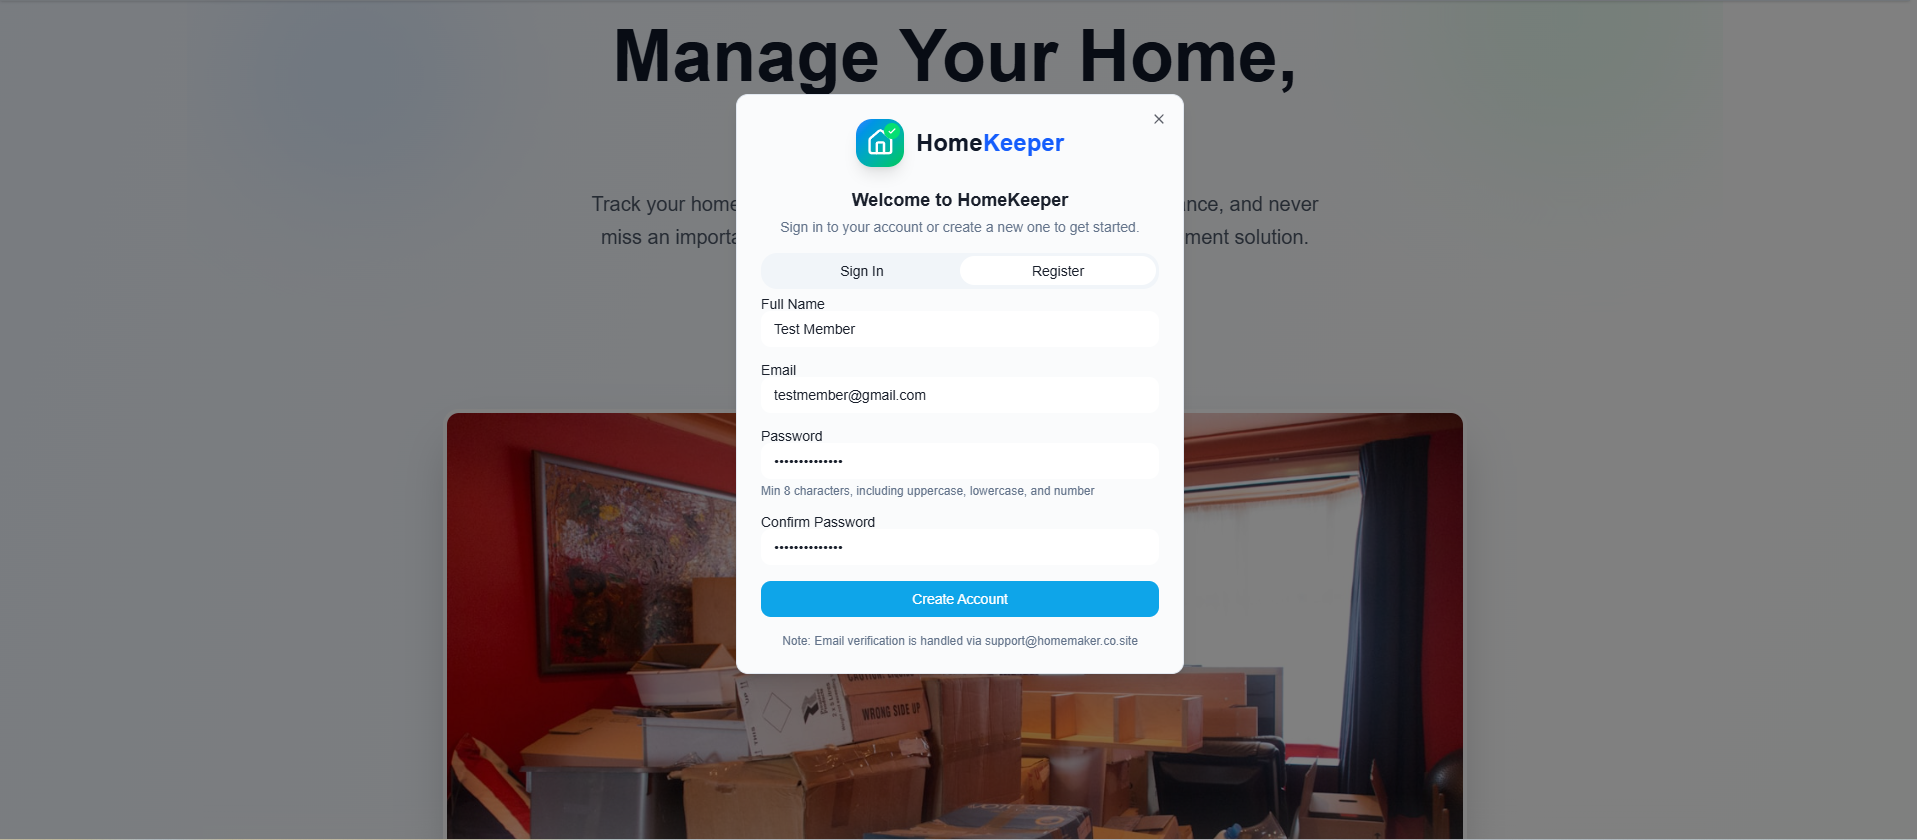 Manage Your Home,
HomeKeeper
Welcome to HomeKeeper
Track your home
nce, and never
Sign in to your account or create a new one to get started.
miss an importa
ment solution.
Sign In
Register
Full Name
Test Member
Email
testmember@gmail.com
Password
••••••••••••••
Min 8 characters, including uppercase, lowercase, and number
Confirm Password
••••••••••••••
Create Account
Note: Email verification is handled via support@homemaker.co.site
WRONG SIDE UP